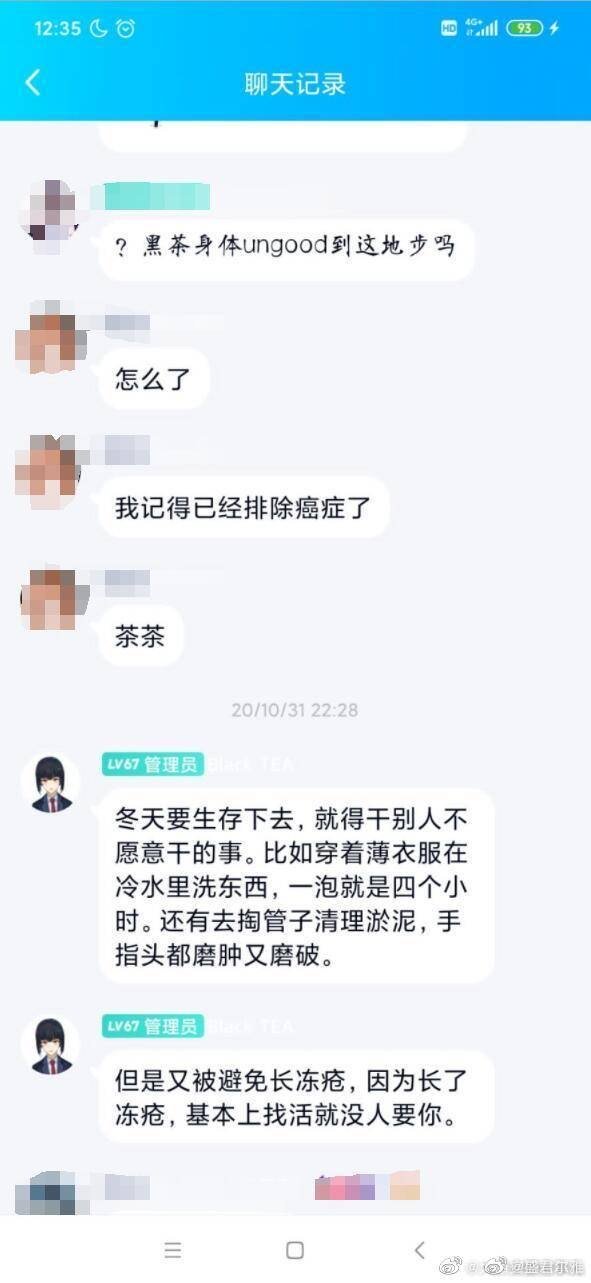 12:35
HD 4G+ 93
聊天记录
？黑茶身体ungood到这地步吗
怎么了
我记得已经排除癌症了
茶茶
20/10/31 22:28
LV67 管理员 Black TEA
冬天要生存下去，就得干别人不
愿意干的事。比如穿着薄衣服在
冷水里洗东西，一泡就是四个小
时。还有去掏管子清理淤泥，手
指头都磨肿又磨破。
LV67 管理员 Black TEA
但是又被避免长冻疮，因为长了
冻疮，基本上找活就没人要你。